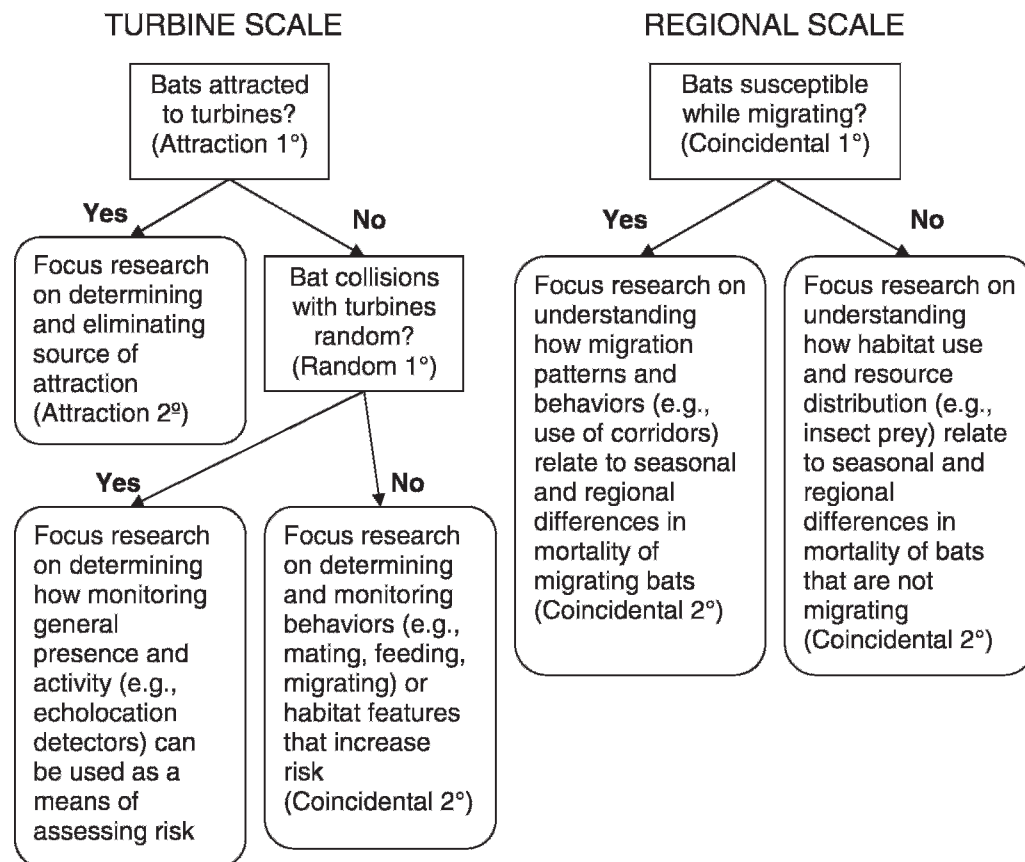 TURBINE SCALE
Bats attracted
to turbines?
(Attraction 1°)
Yes
No
Focus research
on determining
and eliminating
source of
attraction
(Attraction 2º)
Bat collisions
with turbines
random?
(Random 1°)
Yes
No
Focus research
on determining
how monitoring
general
presence and
activity (e.g.,
echolocation
detectors) can
be used as a
means of
assessing risk
Focus research
on determining
and monitoring
behaviors (e.g.,
mating, feeding,
migrating) or
habitat features
that increase
risk
(Coincidental 2°)
REGIONAL SCALE
Bats susceptible
while migrating?
(Coincidental 1°)
Yes
No
Focus research on
understanding
how migration
patterns and
behaviors (e.g.,
use of corridors)
relate to seasonal
and regional
differences in
mortality of
migrating bats
(Coincidental 2°)
Focus research on
understanding
how habitat use
and resource
distribution (e.g.,
insect prey) relate
to seasonal and
regional
differences in
mortality of bats
that are not
migrating
(Coincidental 2°)